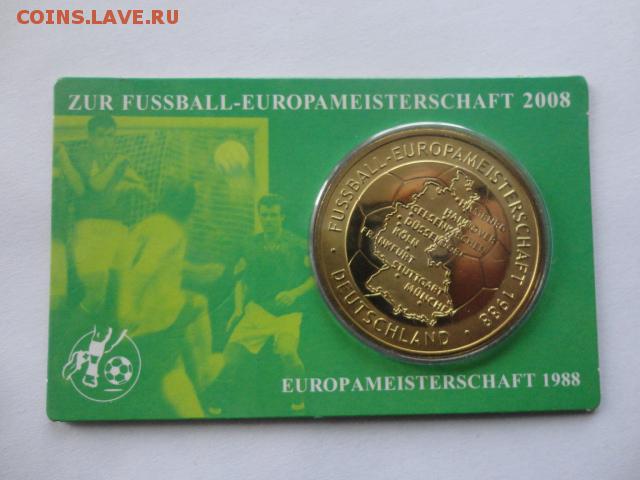 COINS.LAVE.RU
ZUR FUSSBALL-EUROPAMEISTERSCHAFT 2008
FUSSBALL-EUROPAMEISTERSCHAFT 1988
HAMBURG
HANNOVER
GELSENKIRCHEN
DÜSSELDORF
KÖLN
FRANKFURT
STUTTGART
MÜNCHEN
DEUTSCHLAND
EUROPAMEISTERSCHAFT 1988